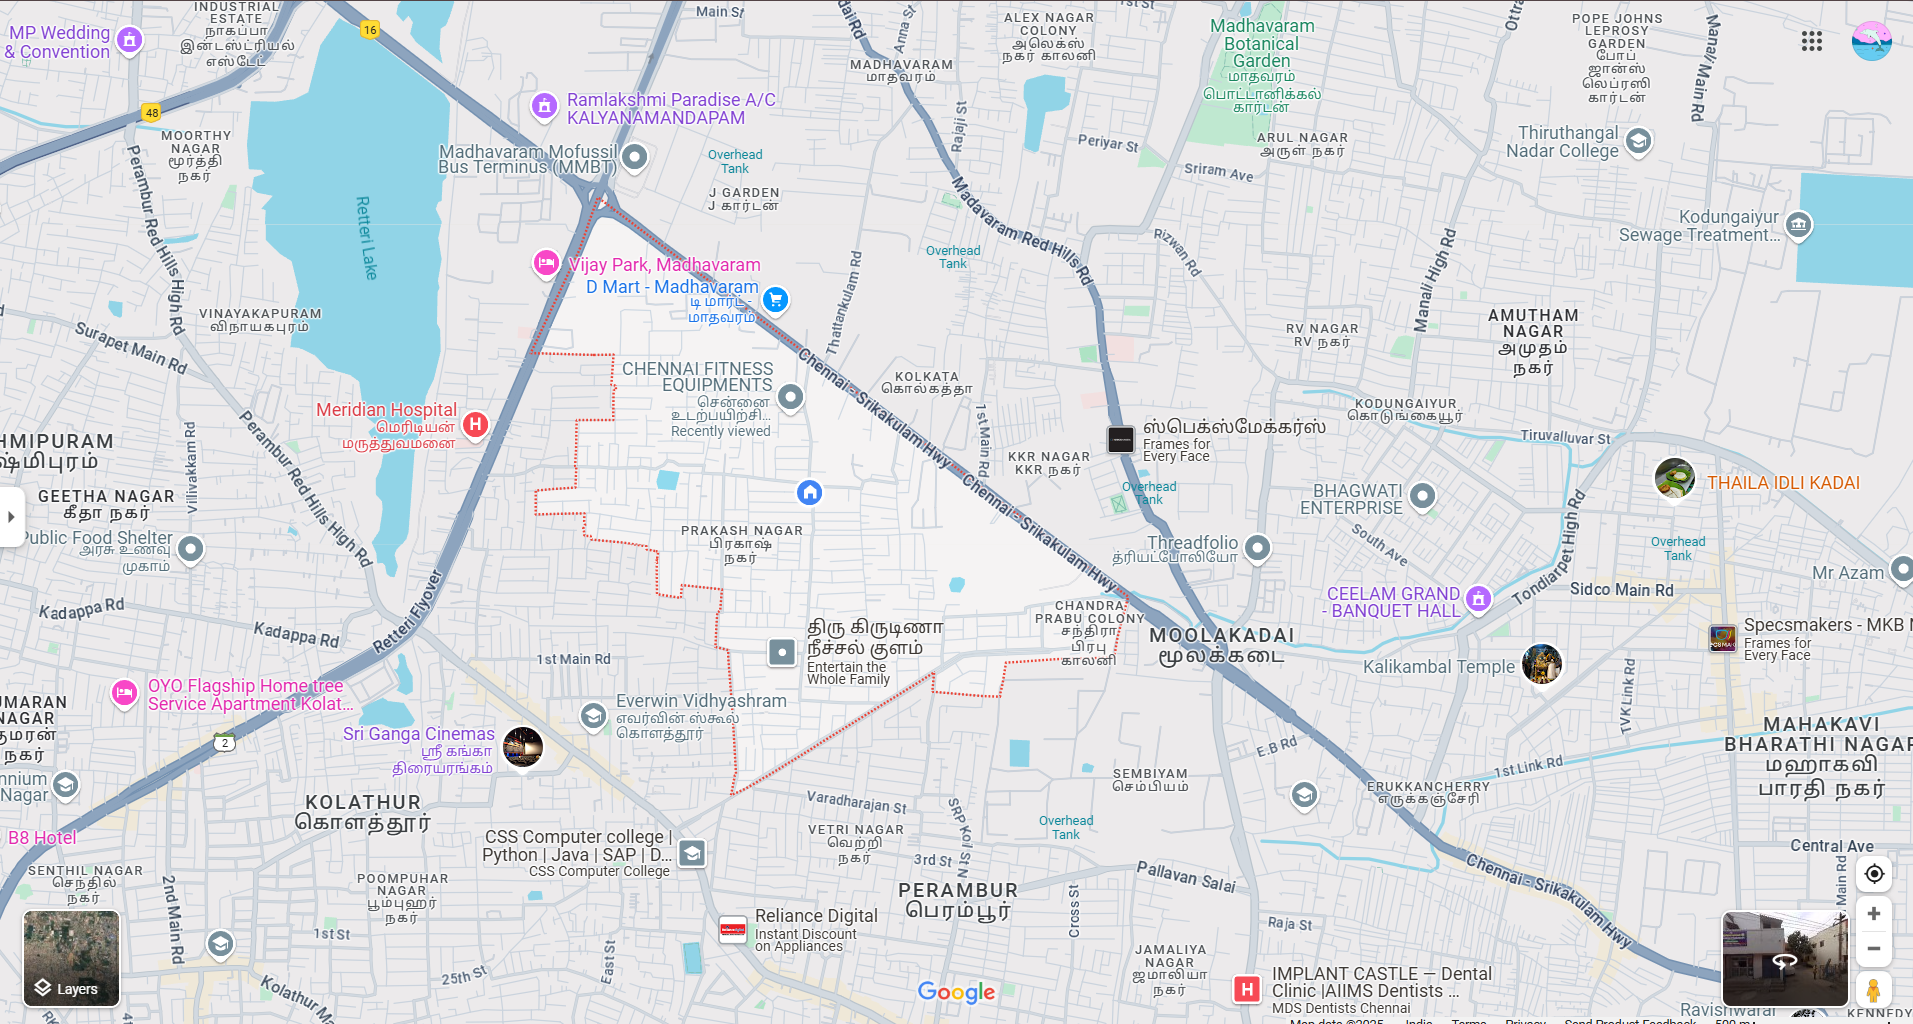 MP Wedding
& Convention
INDUSTRIAL
ESTATE
நாகப்பா
இன்டஸ்ட்ரியல்
எஸ்டேட்
16
Main St
Anna St
MADHAVARAM
மாதவரம்
ALEX NAGAR
COLONY
அலெக்ஸ்
நகர் காலனி
1st St
Madhavaram
Botanical
Garden
மாதவரம்
பொட்டானிக்கல்
கார்டன்
POPE JOHNS
LEPROSY
GARDEN
போப்
ஜான்ஸ்
லெப்ரஸி
கார்டன்
Manali Main Rd
48
Ramlakshmi Paradise A/C
KALYANAMANDAPAM
MOORTHY
NAGAR
மூர்த்தி
நகர்
Madhavaram Mofussil
Bus Terminus (MMBT)
Overhead
Tank
J GARDEN
J கார்டன்
Rajaji St
Periyar St
Sriram Ave
ARUL NAGAR
அருள் நகர்
Thiruthangal
Nadar College
Perambur Red Hills High Rd
Retteri Lake
Kodungaiyur
Sewage Treatment...
Madavaram Red Hills Rd
Overhead
Tank
Rizwan Rd
Manali High Rd
Vijay Park, Madhavaram
D Mart - Madhavaram
டி மார்ட் -
மாதவரம்
Thattankulam Rd
VINAYAKAPURAM
விநாயகபுரம்
Surapet Main Rd
RV NAGAR
RV நகர்
AMUTHAM
NAGAR
அமுதம்
நகர்
CHENNAI FITNESS
EQUIPMENTS
சென்னை
உடற்பயிற்சி...
Recently viewed
Chennai - Srikakulam Hwy
KOLKATA
கொல்கத்தா
1st Main Rd
Meridian Hospital
மெரிடியன்
மருத்துவமனை
KODUNGAIYUR
கொடுங்கையூர்
ஸ்பெக்ஸ்மேக்கர்ஸ்
Frames for
Every Face
Tiruvalluvar St
HMIPURAM
ஷ்மிபுரம்
Villivakkam Rd
Perambur Red Hills High Rd
KKR NAGAR
KKR நகர்
Overhead
Tank
BHAGWATI
ENTERPRISE
THAILA IDLI KADAI
GEETHA NAGAR
கீதா நகர்
Chennai - Srikakulam Hwy
Public Food Shelter
அரசு உணவு
முகாம்
PRAKASH NAGAR
பிரகாஷ்
நகர்
Threadfolio
த்ரியட்போலியோ
South Ave
Tondiarpet High Rd
Overhead
Tank
Mr Azam
Kadappa Rd
Kadappa Rd
Retteri Flyover
CEELAM GRAND
- BANQUET HALL
Sidco Main Rd
CHANDRA
PRABU COLONY
சந்திரா
பிரபு
காலனி
MOOLAKADAI
மூலக்கடை
திரு கிருடிணா
நீச்சல் குளம்
Entertain the
Whole Family
1st Main Rd
Kalikambal Temple
Specsmakers - MKB N
Frames for
Every Face
TVK Link Rd
OYO Flagship Home tree
Service Apartment Kolat...
UMARAN
NAGAR
குமரன்
நகர்
Everwin Vidhyashram
எவர்வின் ஸ்கூல்
கொளத்தூர்
2
Sri Ganga Cinemas
ஸ்ரீ கங்கா
திரையரங்கம்
E.B Rd
1st Link Rd
MAHAKAVI
BHARATHI NAGAR
மஹாகவி
பாரதி நகர்
nnium
Nagar
SEMBIYAM
செம்பியம்
ERUKKANCHERRY
எருக்கஞ்சேரி
KOLATHUR
கொளத்தூர்
Varadharajan St
SRP Koil St N
B8 Hotel
CSS Computer college |
Python | Java | SAP | D...
CSS Computer College
VETRI NAGAR
வெற்றி
நகர்
Overhead
Tank
3rd St
Central Ave
SENTHIL NAGAR
செந்தில்
நகர்
2nd Main Rd
POOMPUHAR
NAGAR
பூம்புஹர்
நகர்
PERAMBUR
பெரம்பூர்
Pallavan Salai
Cross St
Chennai - Srikakulam Hwy
Main Rd
Reliance Digital
Instant Discount
on Appliances
Raja St
1st St
East St
25th St
JAMALIYA
NAGAR
ஜமாலியா
நகர்
IMPLANT CASTLE — Dental
Clinic |AIIMS Dentists ...
MDS Dentists Chennai
Layers
Kolathur Main
Google
Ravishwarar
KENNEDY
Map data ©2025
India
Terms
Privacy
Send Product Feedback
500 m